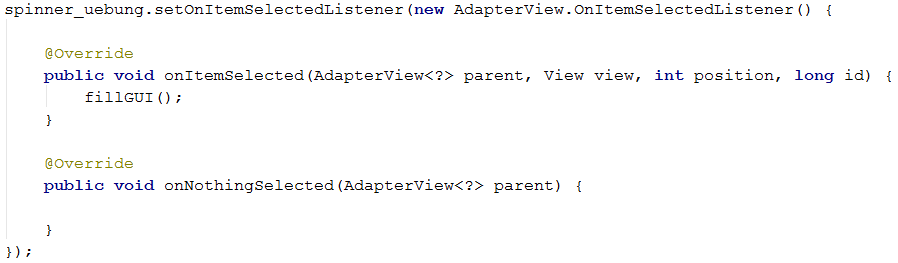 spinner_uebung.setOnItemSelectedListener(new AdapterView.OnItemSelectedListener() {
@Override
public void onItemSelected(AdapterView<?> parent, View view, int position, long id) {
fillGUI();
}
@Override
public void onNothingSelected(AdapterView<?> parent) {
}
});